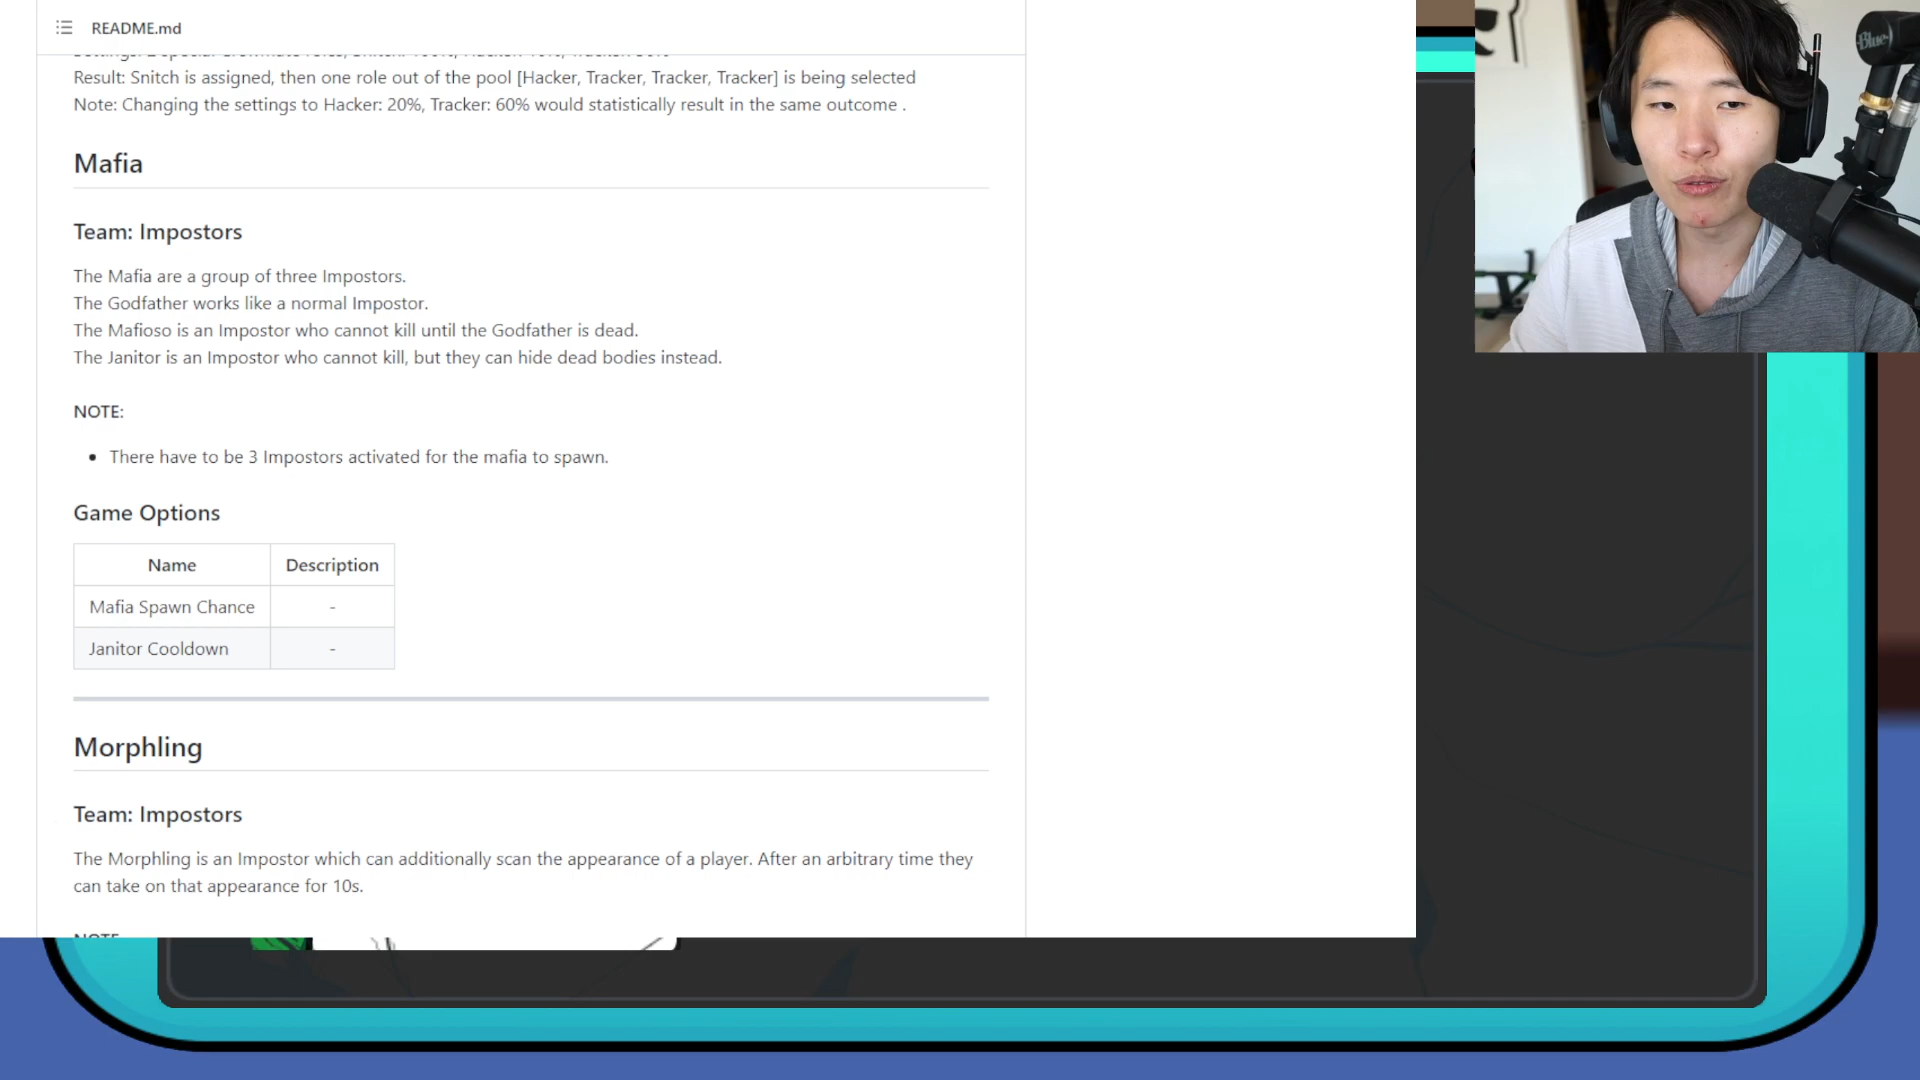 README.md
Result: Snitch is assigned, then one role out of the pool [Hacker, Tracker, Tracker, Tracker] is being selected
Note: Changing the settings to Hacker: 20%, Tracker: 60% would statistically result in the same outcome .
Mafia
Team: Impostors
The Mafia are a group of three Impostors.
The Godfather works like a normal Impostor.
The Mafioso is an Impostor who cannot kill until the Godfather is dead.
The Janitor is an Impostor who cannot kill, but they can hide dead bodies instead.
NOTE:
• There have to be 3 Impostors activated for the mafia to spawn.
Game Options
Name Description
Mafia Spawn Chance -
Janitor Cooldown -
Morphling
Team: Impostors
The Morphling is an Impostor which can additionally scan the appearance of a player. After an arbitrary time they
can take on that appearance for 10s.
Blue